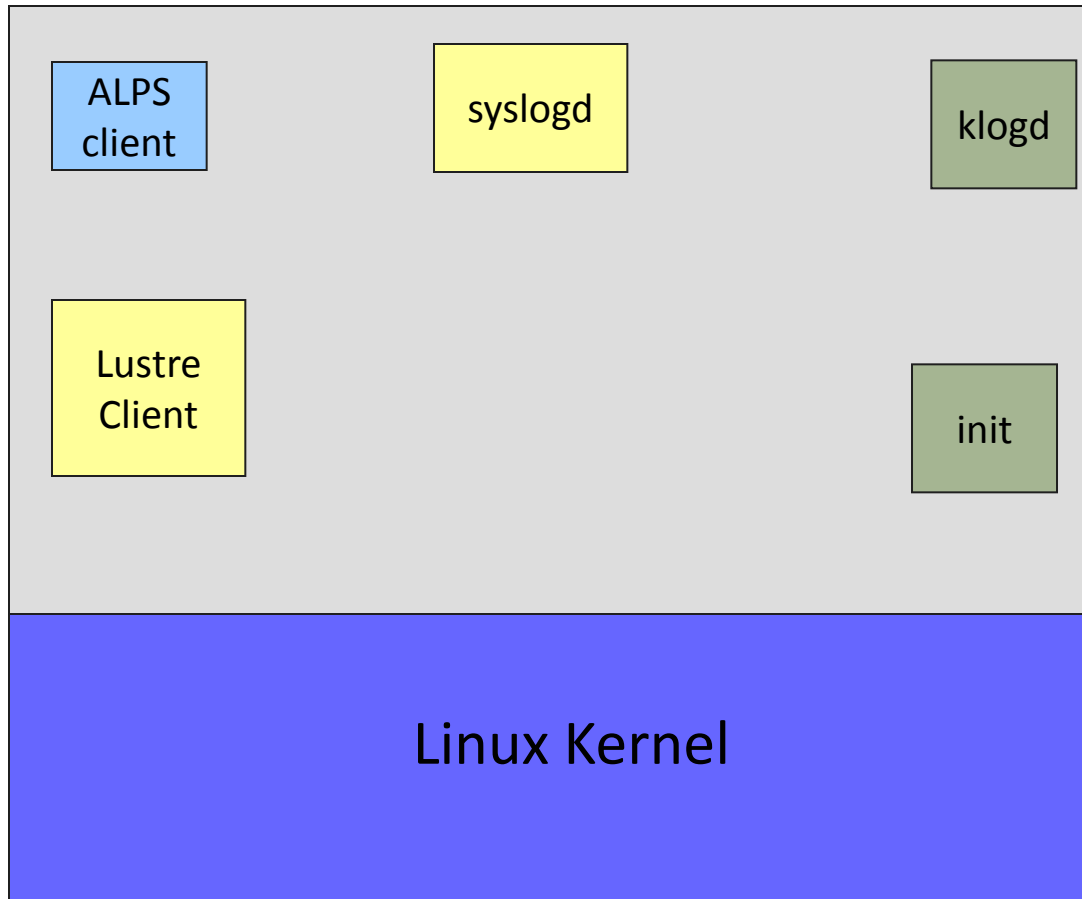 ALPS
client
syslogd
klogd
Lustre
Client
init
Linux Kernel